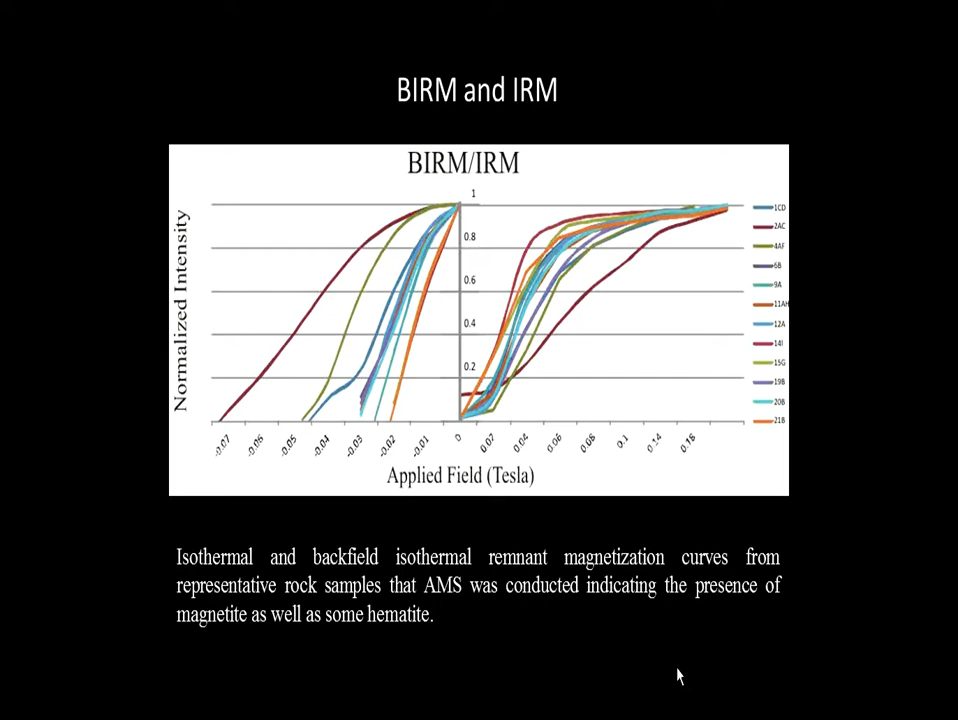 BIRM and IRM
BIRM/IRM
Normalized Intensity
1
0.8
0.6
0.4
0.2
-0.07 -0.06 -0.05 -0.04 -0.03 -0.02 -0.01 0 0.04 0.06 0.08 0.1 0.14 0.18
Applied Field (Tesla)
1CD
2AC
4AF
6B
9A
11AH
12A
14I
15G
19B
20B
21B
Isothermal and backfield isothermal remnant magnetization curves from
representative rock samples that AMS was conducted indicating the presence of
magnetite as well as some hematite.